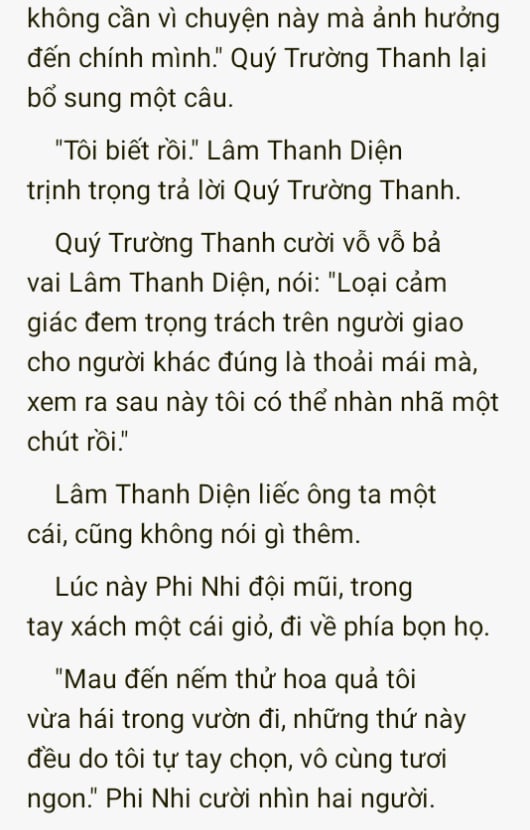 không cần vì chuyện này mà ảnh hưởng
đến chính mình." Quý Trường Thanh lại
bổ sung một câu.
"Tôi biết rồi." Lâm Thanh Diện
trịnh trọng trả lời Quý Trường Thanh.
Quý Trường Thanh cười vỗ vỗ bả
vai Lâm Thanh Diện, nói: "Loại cảm
giác đem trọng trách trên người giao
cho người khác đúng là thoải mái mà,
xem ra sau này tôi có thể nhàn nhã một
chút rồi."
Lâm Thanh Diện liếc ông ta một
cái, cũng không nói gì thêm.
Lúc này Phi Nhi đội mũi, trong
tay xách một cái giỏ, đi về phía bọn họ.
"Mau đến nếm thử hoa quả tôi
vừa hái trong vườn đi, những thứ này
đều do tôi tự tay chọn, vô cùng tươi
ngon." Phi Nhi cười nhìn hai người.